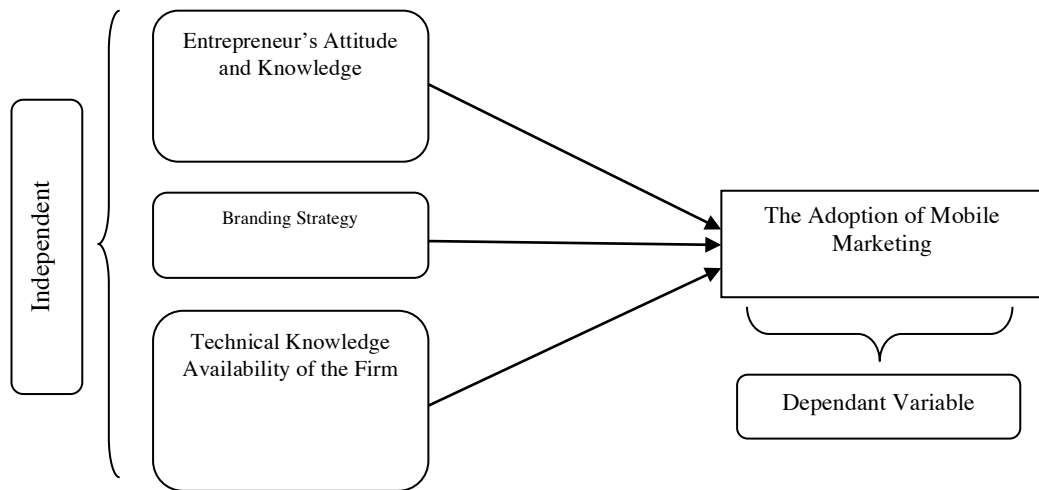 Independent
Entrepreneur’s Attitude
and Knowledge
Branding Strategy
Technical Knowledge
Availability of the Firm
The Adoption of Mobile
Marketing
Dependant Variable